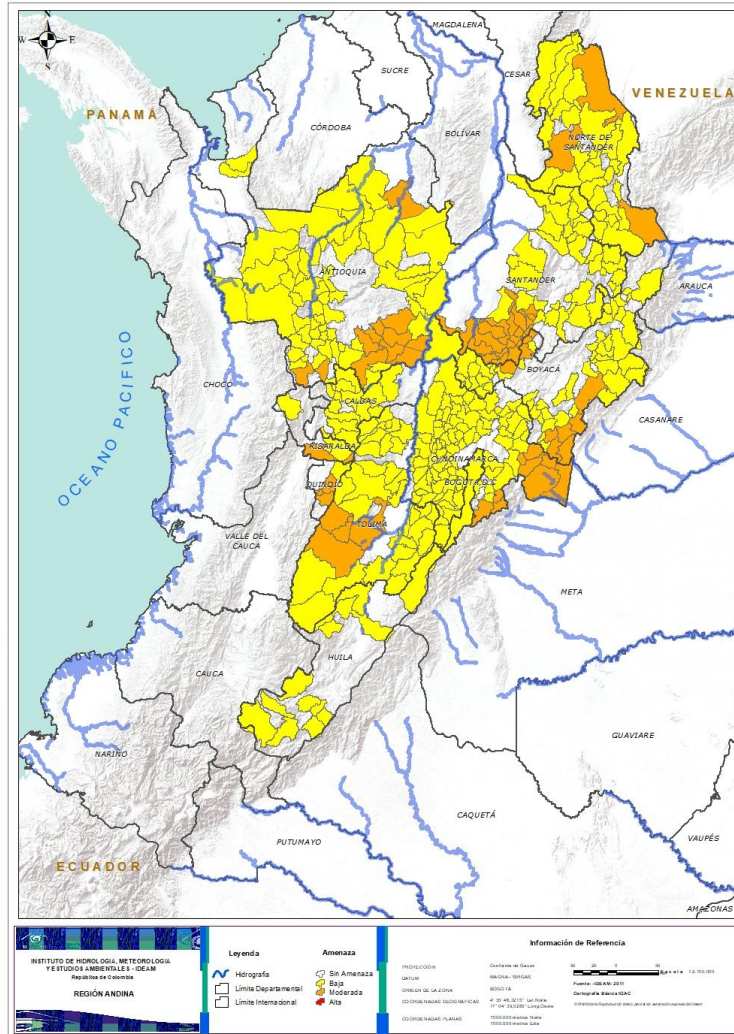 N
W
E
S
MAGDALENA
CESAR
SUCRE
VENEZUELA
PANAMÁ
CÓRDOBA
BOLÍVAR
NORTE DE
SANTANDER
ANTIOQUIA
SANTANDER
ARAUCA
OCEANO PACIFICO
CHOCÓ
BOYACÁ
CALDAS
CASANARE
RISARALDA
CUNDINAMARCA
QUINDIO
BOGOTÁ D.C.
TOLIMA
VALLE DEL
CAUCA
META
HUILA
CAUCA
GUAVIARE
NARIÑO
CAQUETÁ
PUTUMAYO
VAUPÉS
ECUADOR
AMAZONAS
INSTITUTO DE HIDROLOGIA, METEOROLOGIA
Y ESTUDIOS AMBIENTALES - IDEAM
República de Colombia
REGIÓN ANDINA
Leyenda
Hidrografía
Límite Departamental
Límite Internacional
Amenaza
Sin Amenaza
Baja
Moderada
Alta
Información de Referencia
PROYECCIÓN
Conforme de Gauss
DATUM
MAGNA - SIRGAS
ORIGEN DE LA ZONA
BOGOTÁ
COORDENADAS GEOGRÁFICAS
COORDENADAS PLANAS
Escala
Fuente: IDEAM- 2011
Cartografía Básica IGAC